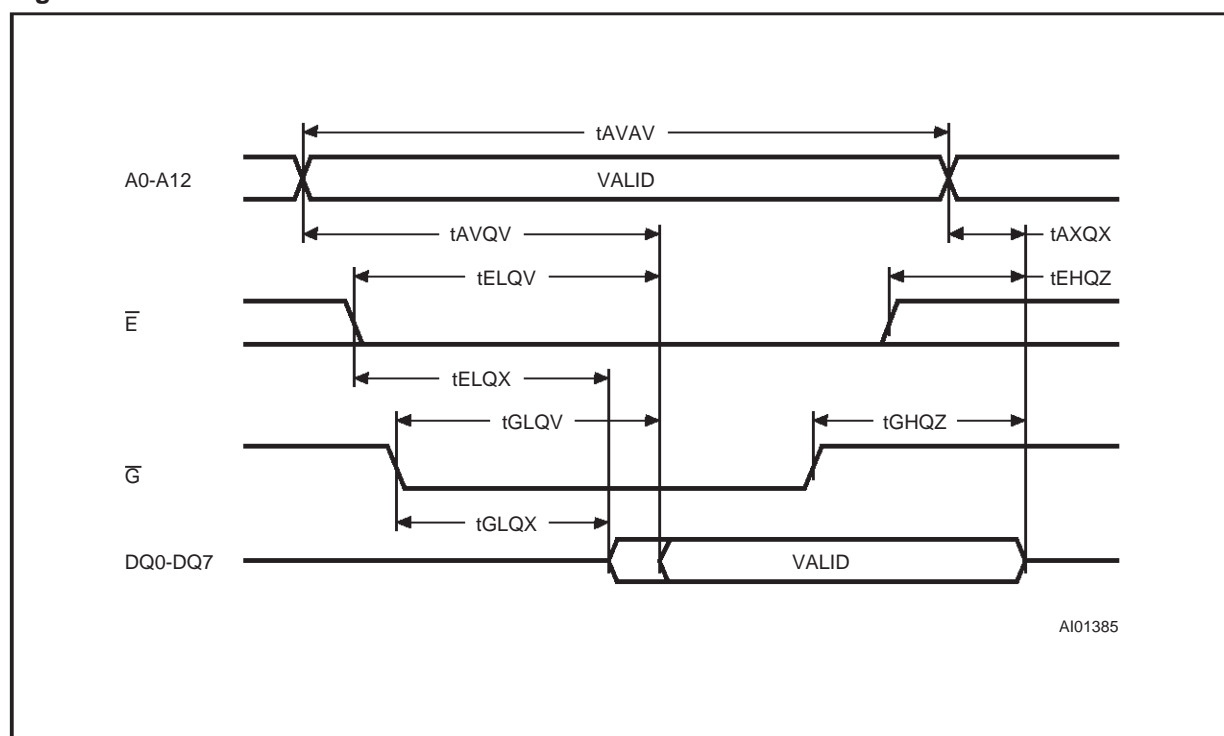 tAVAV
A0-A12
VALID
tAVQV
tAXQX
tELQV
tEHQZ
E̅
tELQX
tGLQV
tGHQZ
G̅
tGLQX
DQ0-DQ7
VALID
AI01385